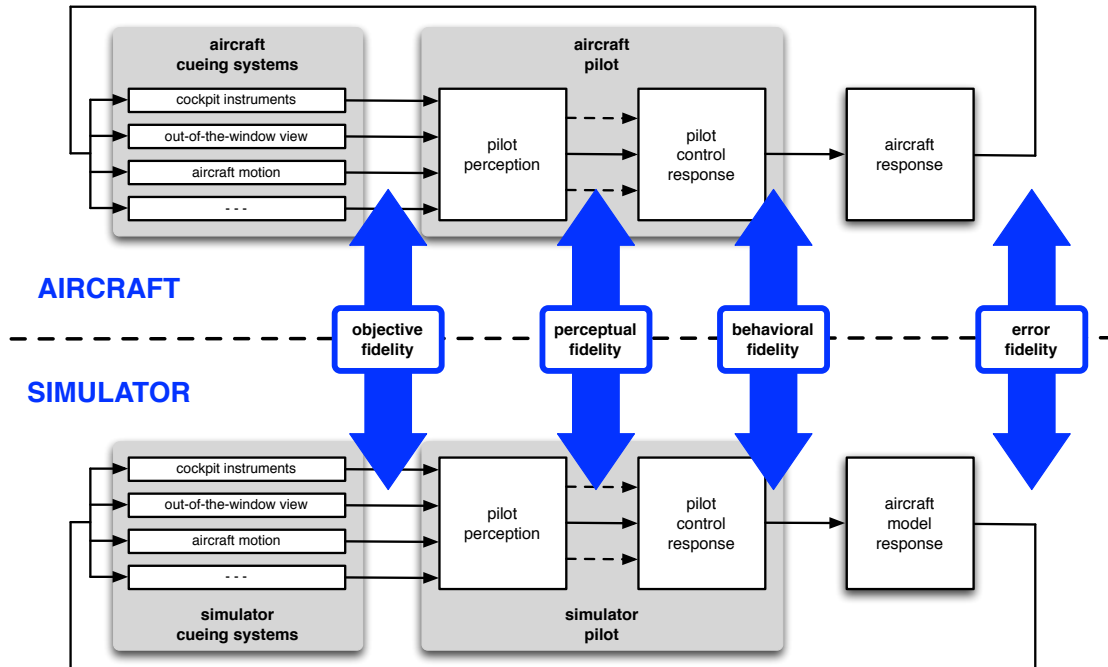 aircraft
cueing systems
cockpit instruments
out-of-the-window view
aircraft motion
- - -
aircraft
pilot
pilot
perception
pilot
control
response
aircraft
response
AIRCRAFT
objective
fidelity
perceptual
fidelity
behavioral
fidelity
error
fidelity
SIMULATOR
cockpit instruments
out-of-the-window view
aircraft motion
- - -
simulator
cueing systems
pilot
perception
pilot
control
response
simulator
pilot
aircraft
model
response